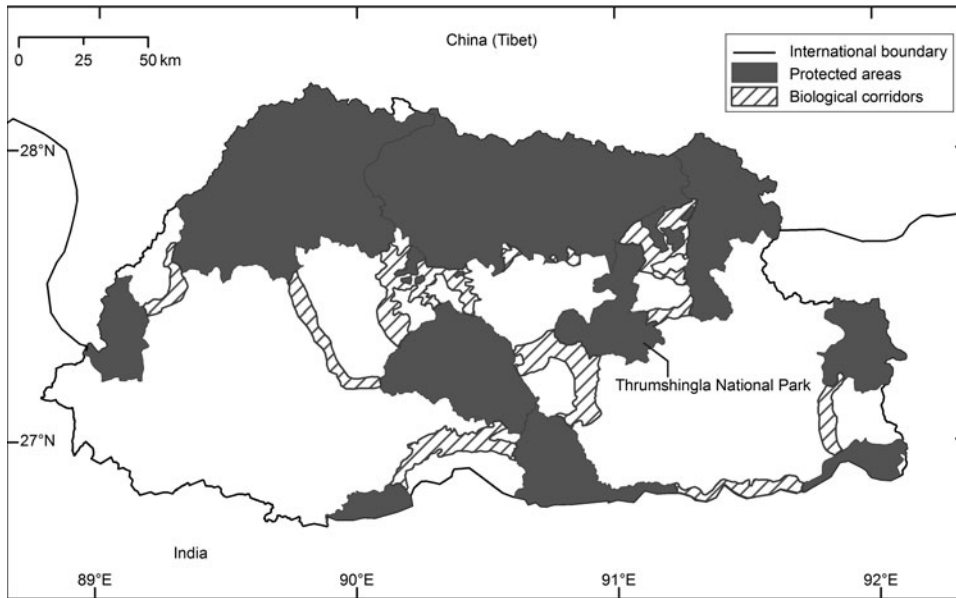 China (Tibet)
0 25 50 km
International boundary
Protected areas
Biological corridors
28°N
Thrumshingla National Park
27°N
India
89°E 90°E 91°E 92°E